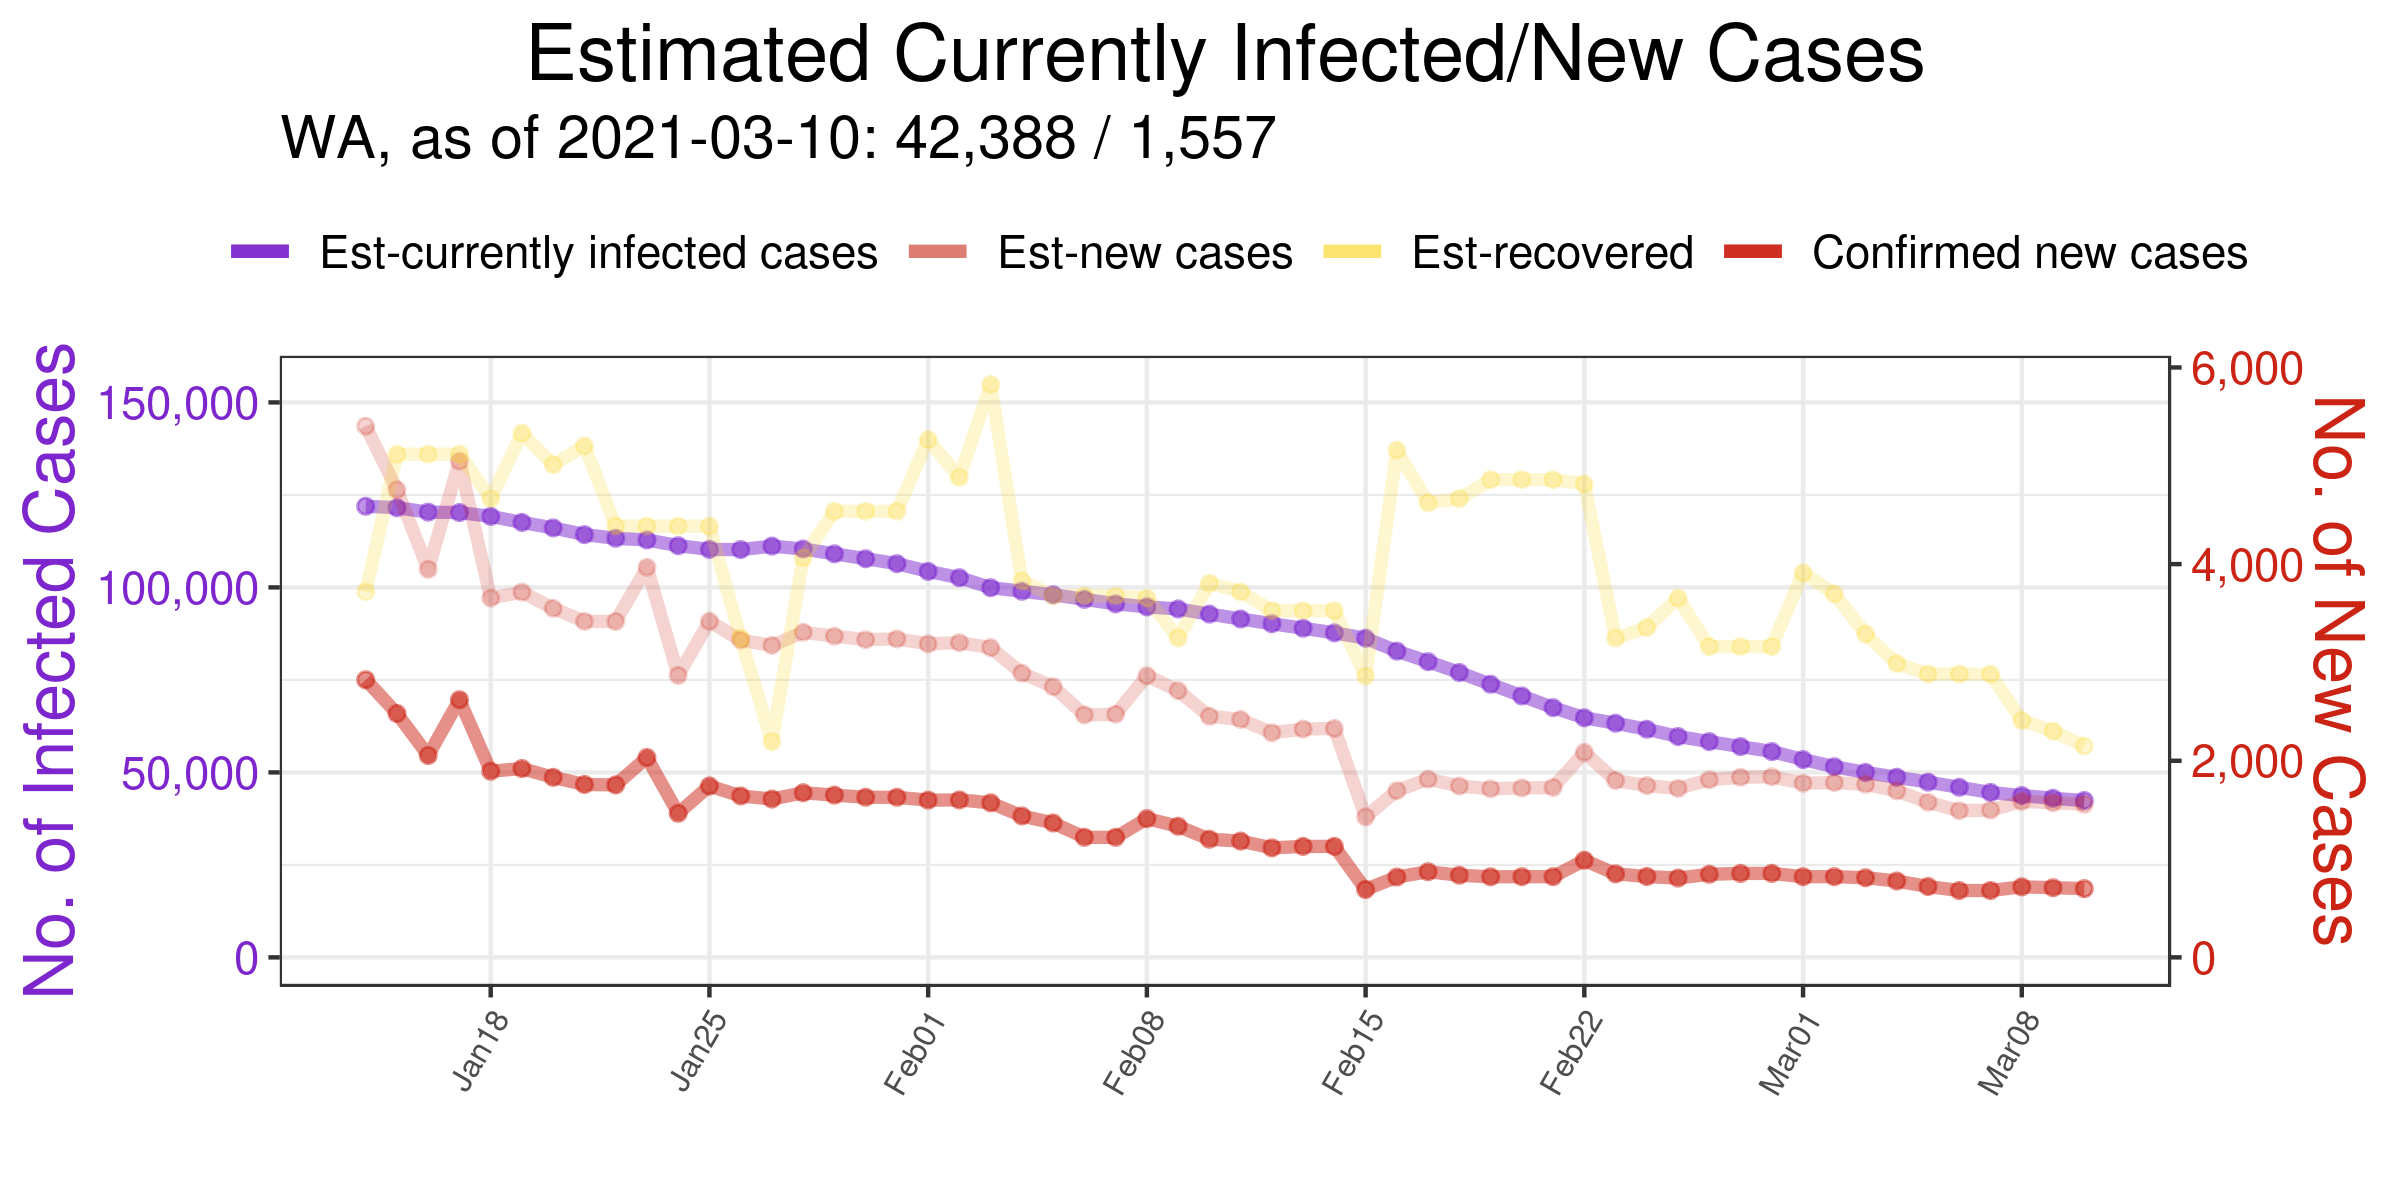 Estimated Currently Infected/New Cases
WA, as of 2021-03-10: 42,388 / 1,557
Est-currently infected cases Est-new cases Est-recovered Confirmed new cases
No. of Infected Cases
150,000
100,000
50,000
0
6,000
4,000
2,000
0
No. of New Cases
Jan18 Jan25 Feb01 Feb08 Feb15 Feb22 Mar01 Mar08